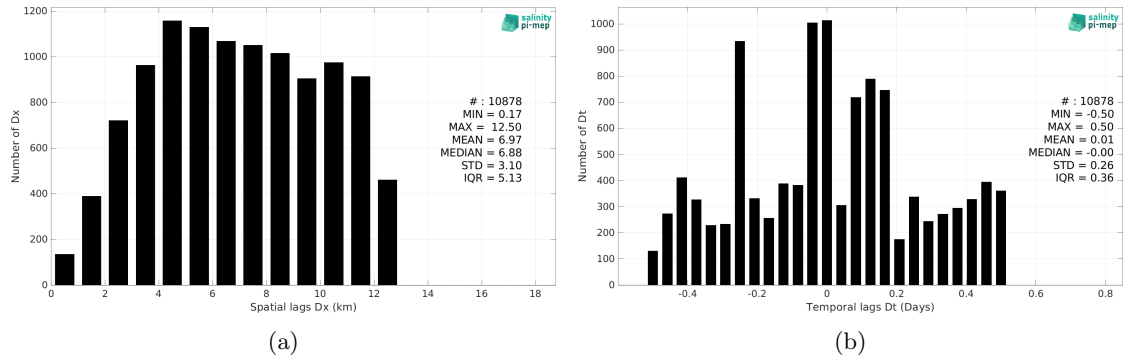 1200
1000
800
600
400
200
0
0 2 4 6 8 10 12 14 16 18
Number of Dx
Spatial lags Dx (km)
salinity
pi-mep
# : 10878
MIN = 0.17
MAX = 12.50
MEAN = 6.97
MEDIAN = 6.88
STD = 3.10
IQR = 5.13
(a)
1000
900
800
700
600
500
400
300
200
100
0
-0.4 -0.2 0 0.2 0.4 0.6 0.8
Number of Dt
Temporal lags Dt (Days)
salinity
pi-mep
# : 10878
MIN = -0.50
MAX = 0.50
MEAN = 0.01
MEDIAN = -0.00
STD = 0.26
IQR = 0.36
(b)